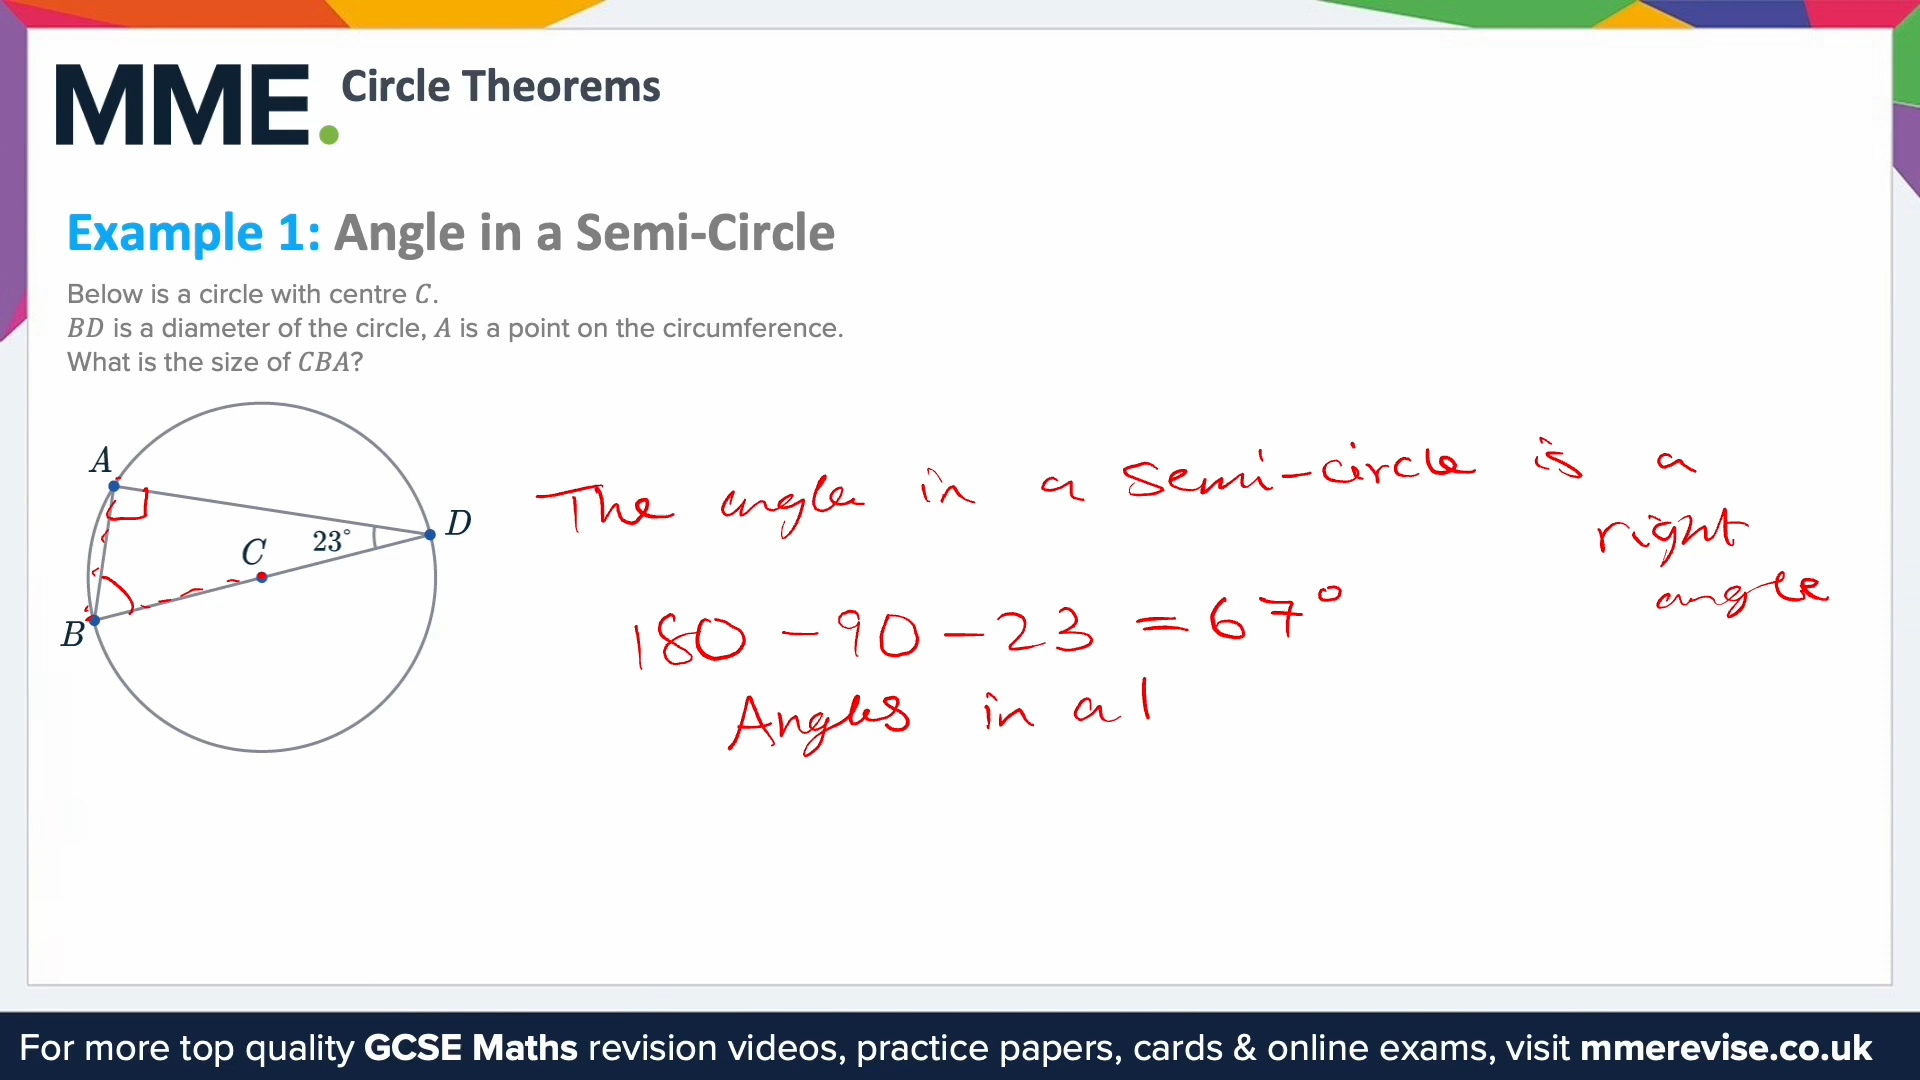 MME.
Circle Theorems
Example 1: Angle in a Semi-Circle
Below is a circle with centre C.
BD is a diameter of the circle, A is a point on the circumference.
What is the size of CBA?
A
D
C
23°
B
The angle in a semi-circle is a
right
angle
180 - 90 - 23 = 67°
Angles in a
For more top quality GCSE Maths revision videos, practice papers, cards & online exams, visit mmerevise.co.uk